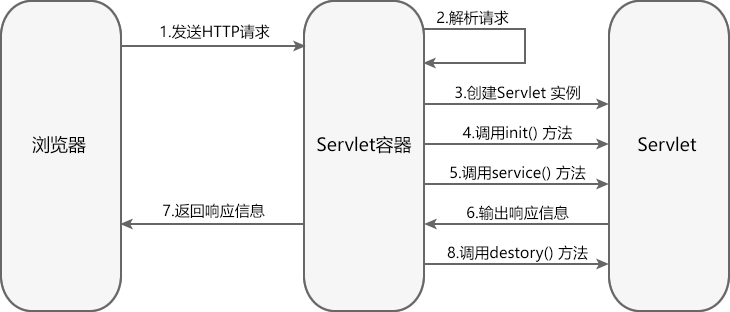 浏览器
1.发送HTTP请求
Servlet容器
2.解析请求
3.创建Servlet 实例
4.调用init() 方法
5.调用service() 方法
6.输出响应信息
7.返回响应信息
8.调用destory() 方法
Servlet